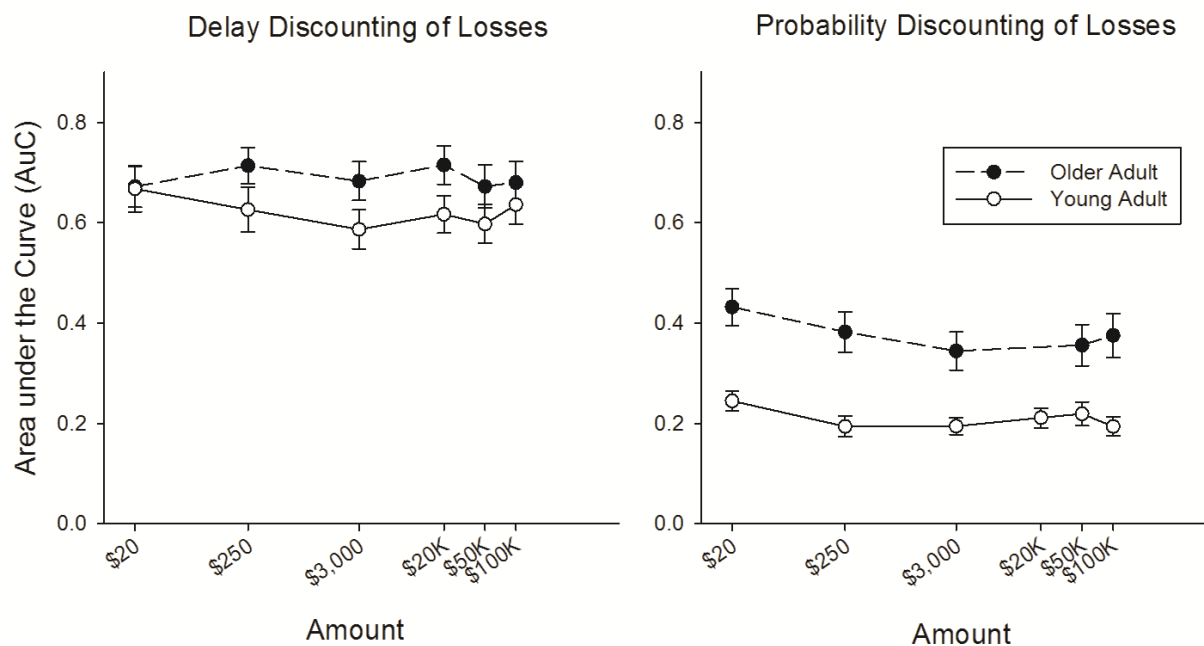 Delay Discounting of Losses
Probability Discounting of Losses
Area under the Curve (AuC)
0.8
0.6
0.4
0.2
0.0
$20
$250
$3,000
$20K
$50K
$100K
Amount
0.8
0.6
0.4
0.2
0.0
Older Adult
Young Adult
$20
$250
$3,000
$20K
$50K
$100K
Amount